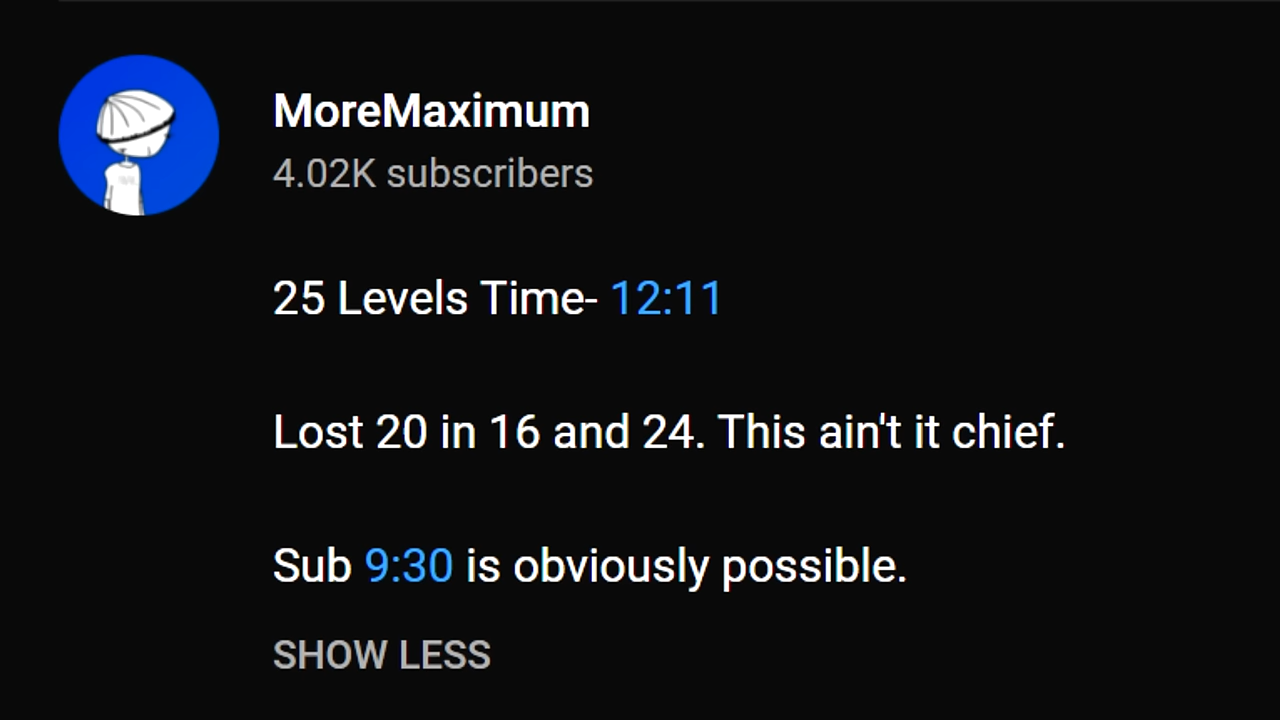 MoreMaximum
4.02K subscribers
25 Levels Time- 12:11
Lost 20 in 16 and 24. This ain't it chief.
Sub 9:30 is obviously possible.
SHOW LESS